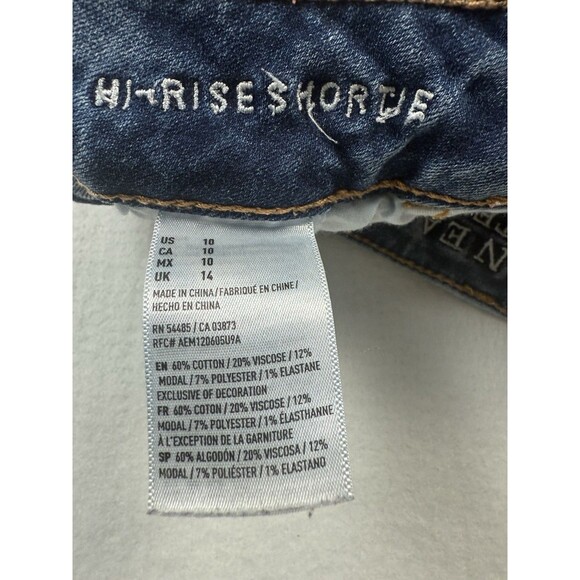 HI-RISE SHORTIE
US 10
CA 10
MX 10
UK 14
MADE IN CHINA/FABRIQUÉ EN CHINE/
HECHO EN CHINA
RN 54485 / CA 03873
RFC# AEM120605U9A
EN 60% COTTON / 20% VISCOSE / 12%
MODAL / 7% POLYESTER / 1% ELASTANE
EXCLUSIVE OF DECORATION
FR 60% COTON / 20% VISCOSE / 12%
MODAL / 7% POLYESTER / 1% ÉLASTHANNE
À L'EXCEPTION DE LA GARNITURE
SP 60% ALGODÓN / 20% VISCOSA / 12%
MODAL / 7% POLIÉSTER / 1% ELASTANO